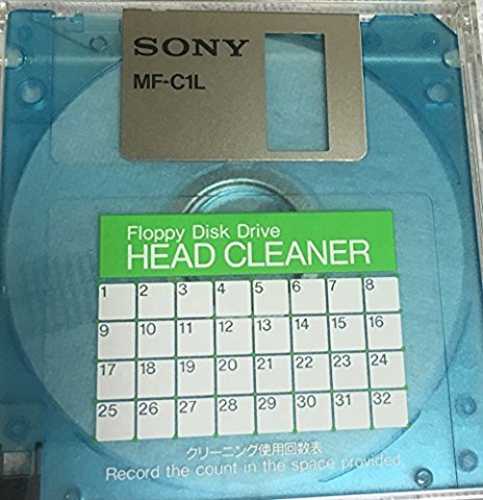 SONY
MF-C1L
Floppy Disk Drive
HEAD CLEANER
1 2 3 4 5 6 7 8
9 10 11 12 13 14 15 16
17 18 19 20 21 22 23 24
25 26 27 28 29 30 31 32
クリーニング使用回数表
Record the count in the space provided